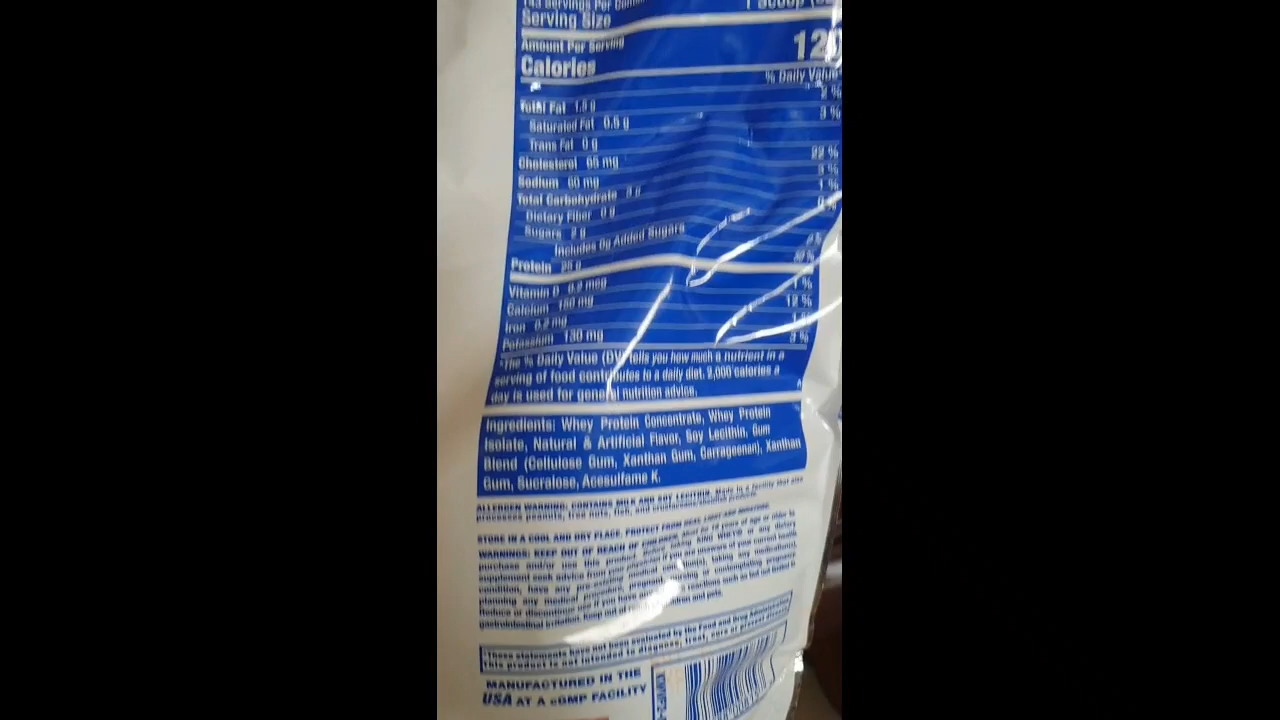 143 Servings Per
Serving Size 1 Scoop
Amount Per Serving
Calories 120
% Daily Value
Total Fat 1.5 g 2 %
Saturated Fat 0.5 g 3 %
Trans Fat 0 g
Cholesterol 65 mg 22 %
Sodium 60 mg 3 %
Total Carbohydrate 3 g 1 %
Dietary Fiber 0 g 0 %
Sugars 2 g
Includes 0g Added Sugars
Protein 25 g
Vitamin D 0.2 mcg 1 %
Calcium 150 mg 12 %
Iron 0.2 mg
Potassium 130 mg 3 %
*The % Daily Value (DV) tells you how much a nutrient in a
serving of food contributes to a daily diet. 2,000 calories a
day is used for general nutrition advice.
Ingredients: Whey Protein Concentrate, Whey Protein
Isolate, Natural & Artificial Flavor, Soy Lecithin, Gum
Blend (Cellulose Gum, Xanthan Gum, Carrageenan), Xanthan
Gum, Sucralose, Acesulfame K.
ALLERGEN WARNING: CONTAINS MILK AND SOY LECITHIN. Made in a facility that also
processes peanuts, tree nuts, fish, and crustaceans/shellfish products.
STORE IN A COOL AND DRY PLACE. PROTECT FROM HEAT, LIGHT AND MOISTURE.
WARNINGS: KEEP OUT OF REACH OF CHILDREN. Must be 18 years of age or older to
purchase and/or use this product. Before taking KING WHEY® or any dietary
supplement seek advice from your physician if you are unaware of your current health
condition, have any pre-existing medical taking any medication(s),
planning any medical procedure, pregnant, nursing or contemplating pregnancy
Reduce or discontinue use if you have reactions such as but not limited to
gastrointestinal irritation. Keep out of children and pets.
*These statements have not been evaluated by the Food and Drug Administration
This product is not intended to diagnose, treat, cure or prevent disease.
MANUFACTURED IN THE
USA AT A cGMP FACILITY